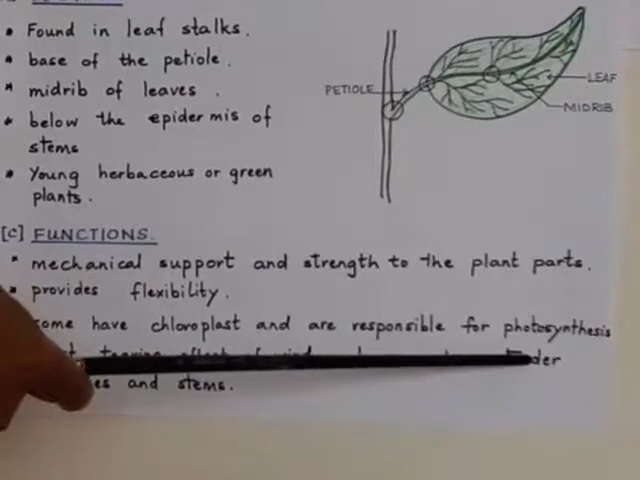 • Found in leaf stalks.
• base of the petiole.
* midrib of leaves.
* below the epidermis of
stems
• Young herbaceous or green
plants.
PETIOLE
LEAF
MIDRIB
[C] FUNCTIONS.
* mechanical support and strength to the plant parts.
• provides flexibility.
some have chloroplast and are responsible for photosynthesis
tearing
and stems.